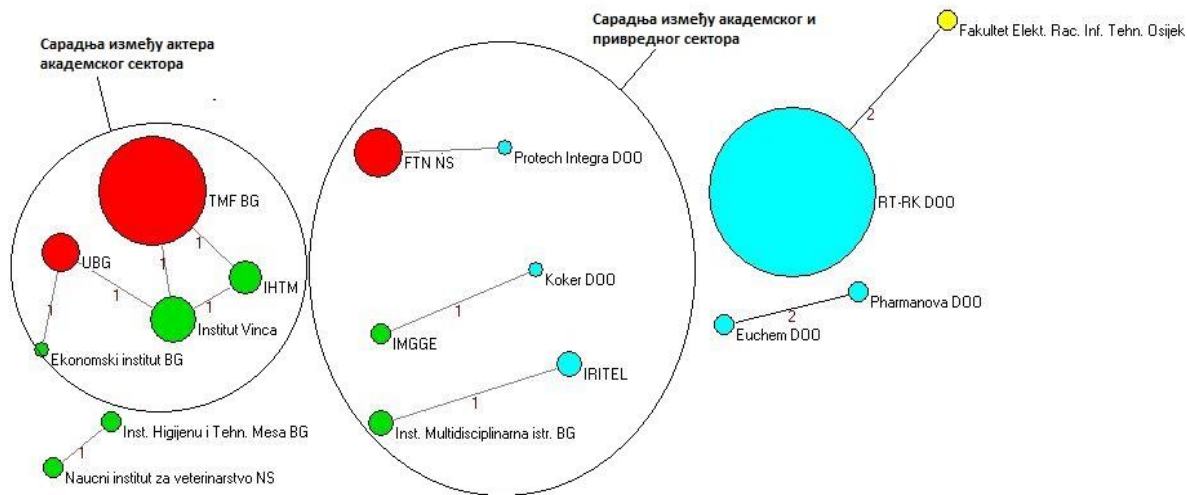 Сарадња између актера
академског сектора
Сарадња између академског и
привредног сектора
Fakultet Elekt. Rac. Inf. Tehn. Osijek
2
FTN NS
Protech Integra DOO
TMF BG
RT-RK DOO
1
1
UBG
IHTM
Koker DOO
1
1
Institut Vinca
1
1
Pharmanova DOO
2
Euchem DOO
IMGGE
Ekonomski institut BG
IRITEL
1
Inst. Higijenu i Tehn. Mesa BG
Inst. Multidisciplinarna istr. BG
1
Naucni institut za veterinarstvo NS